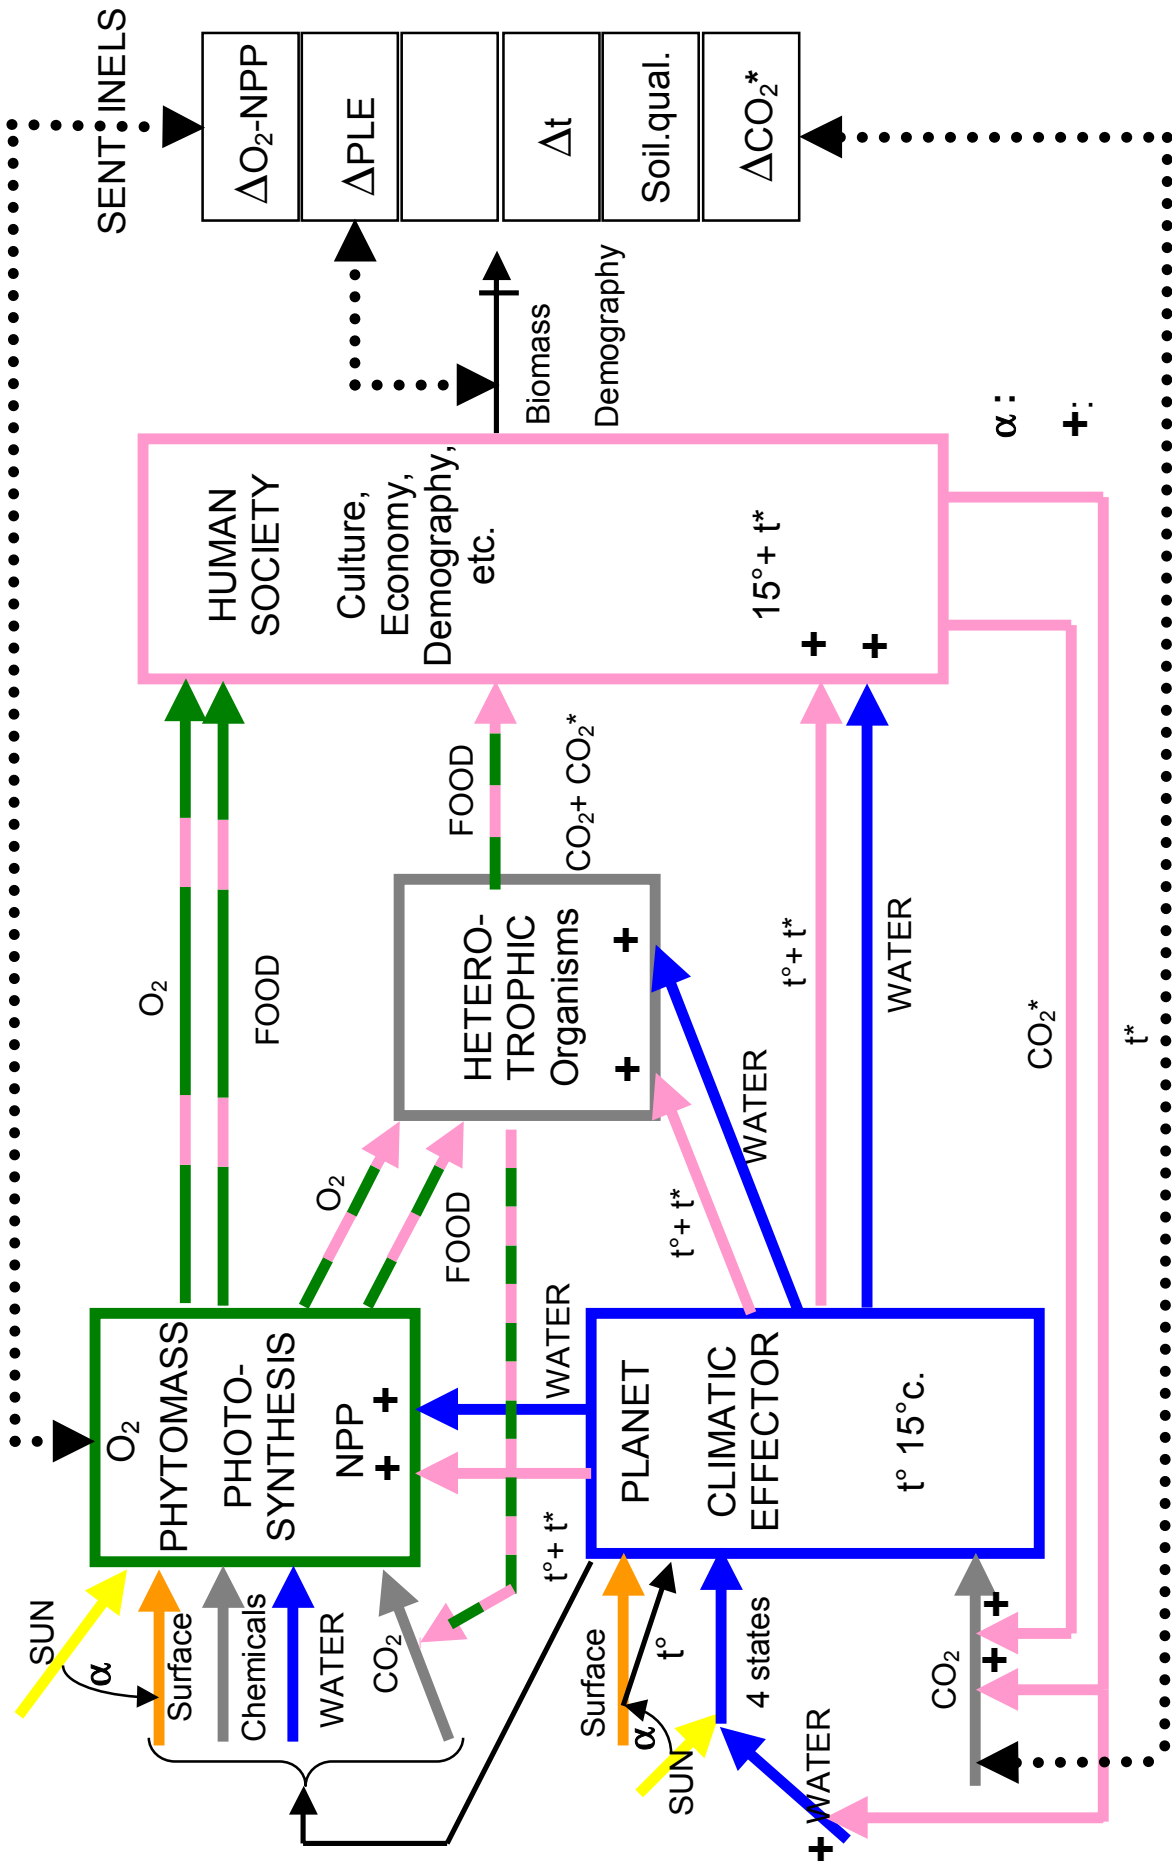 SENT INELS
ΔO₂-NPP
ΔPLE
Δt
Soil.qual.
ΔCO₂*
Biomass
Demography
α :
+ :
HUMAN
SOCIETY
Culture,
Economy,
Demography,
etc.
15°+ t*
+
+
O₂
FOOD
FOOD
CO₂+ CO₂*
t°+ t*
WATER
CO₂*
t*
HETERO-
TROPHIC
Organisms
+
+
O₂
FOOD
t°+ t*
WATER
O₂
PHYTOMASS
PHOTO-
SYNTHESIS
NPP
+
+
WATER
t°+ t*
PLANET
CLIMATIC
EFFECTOR
t° 15°c.
SUN
α
Surface
Chemicals
WATER
CO₂
Surface
t°
α
SUN
4 states
WATER
+
CO₂
+
+